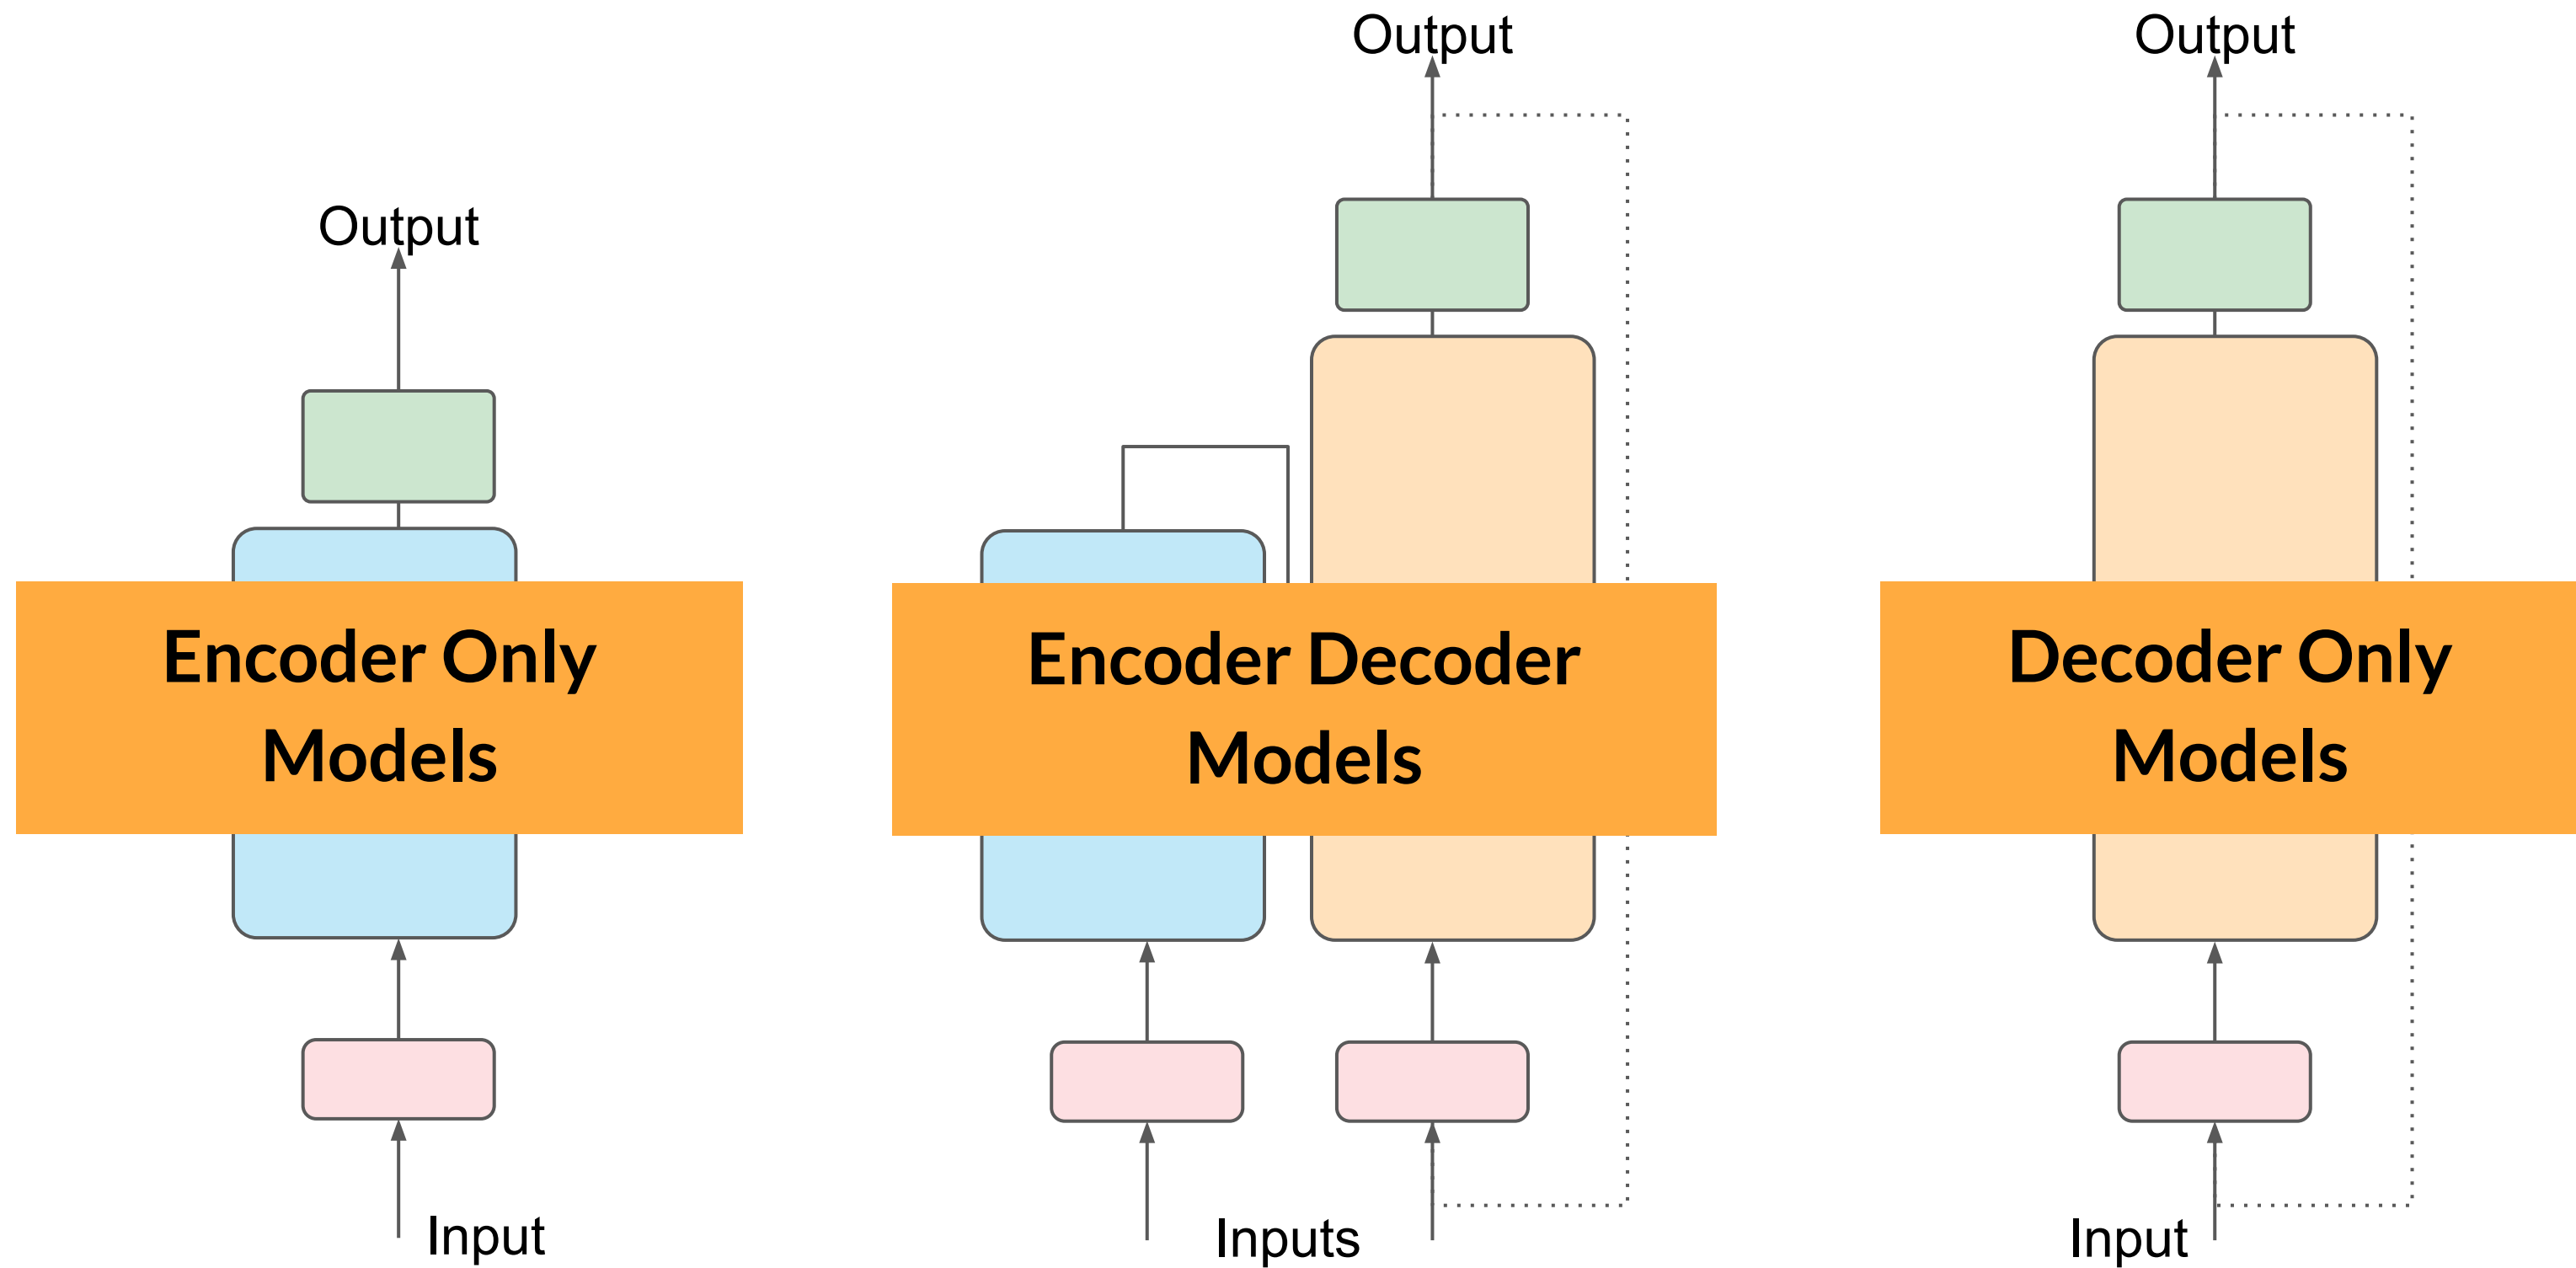 Output
Output
Output
Encoder Only
Models
Encoder Decoder
Models
Decoder Only
Models
Input
Inputs
Input